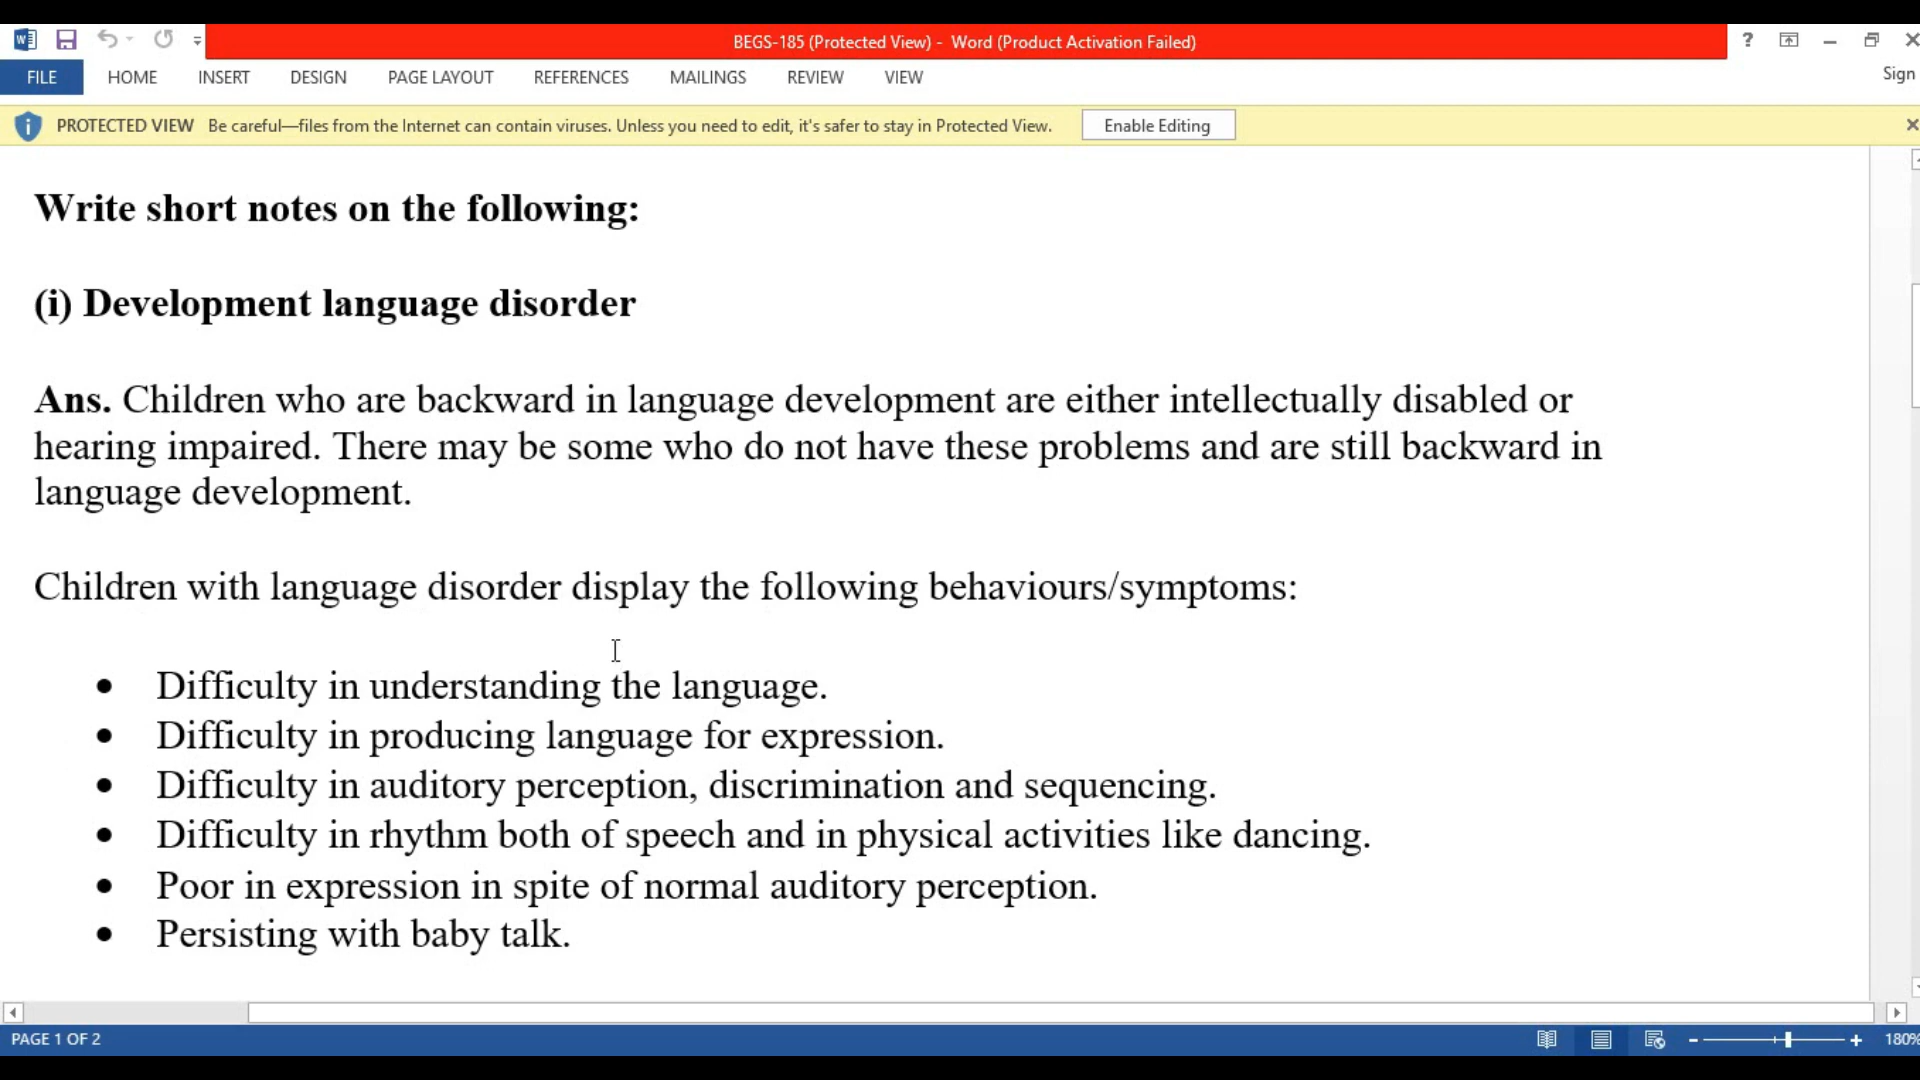 BEGS-185 (Protected View) - Word (Product Activation Failed)
?
FILE HOME INSERT DESIGN PAGE LAYOUT REFERENCES MAILINGS REVIEW VIEW Sign
PROTECTED VIEW Be careful—files from the Internet can contain viruses. Unless you need to edit, it's safer to stay in Protected View. Enable Editing
Write short notes on the following:
(i) Development language disorder
Ans. Children who are backward in language development are either intellectually disabled or
hearing impaired. There may be some who do not have these problems and are still backward in
language development.
Children with language disorder display the following behaviours/symptoms:
• Difficulty in understanding the language.
• Difficulty in producing language for expression.
• Difficulty in auditory perception, discrimination and sequencing.
• Difficulty in rhythm both of speech and in physical activities like dancing.
• Poor in expression in spite of normal auditory perception.
• Persisting with baby talk.
PAGE 1 OF 2 180%